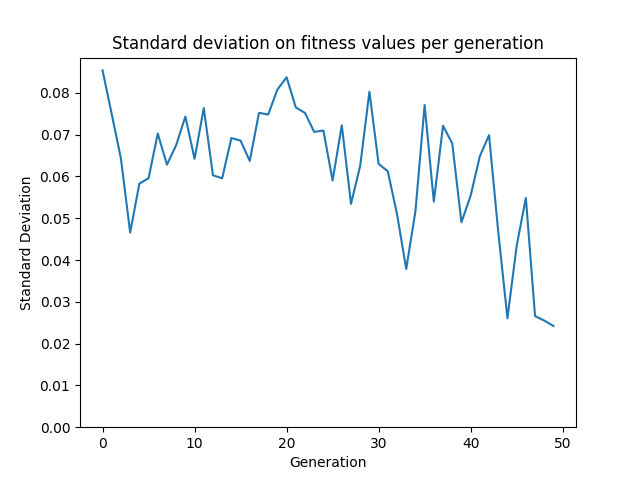 Standard deviation on fitness values per generation
0.08
0.07
0.06
0.05
0.04
0.03
0.02
0.01
0.00
Standard Deviation
0 10 20 30 40 50
Generation